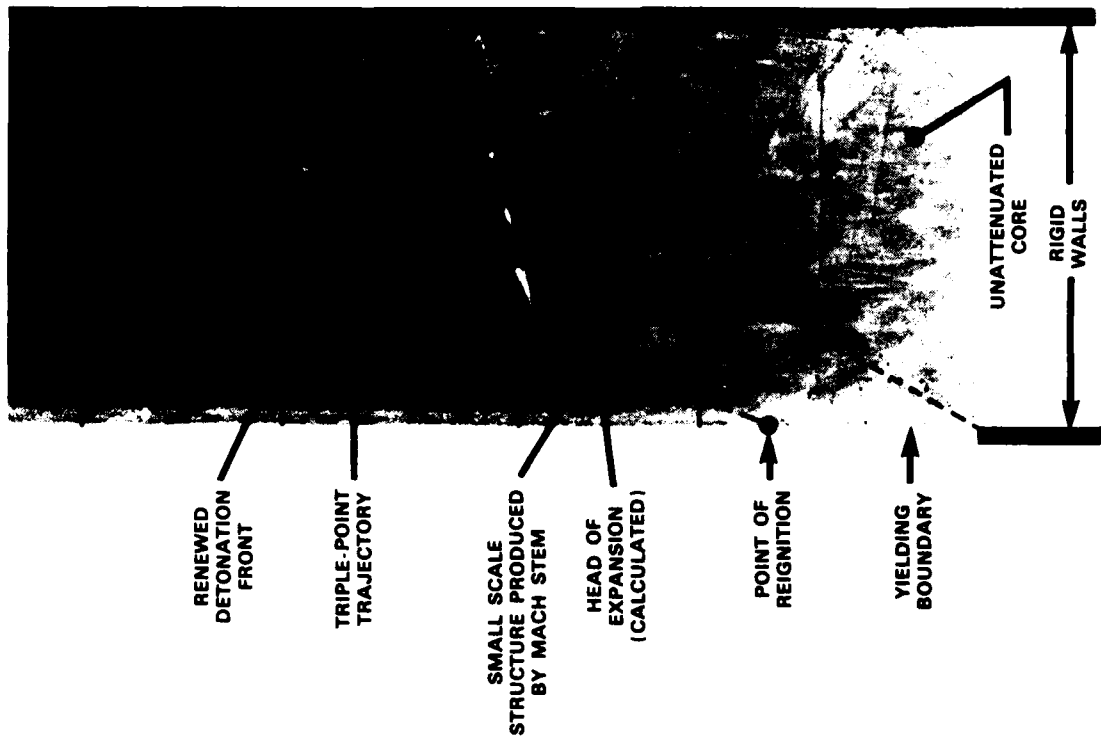 RENEWED
DETONATION
FRONT
TRIPLE-POINT
TRAJECTORY
SMALL SCALE
STRUCTURE PRODUCED
BY MACH STEM
HEAD OF
EXPANSION
(CALCULATED)
POINT OF
REIGNITION
YIELDING
BOUNDARY
UNATTENUATED
CORE
RIGID
WALLS